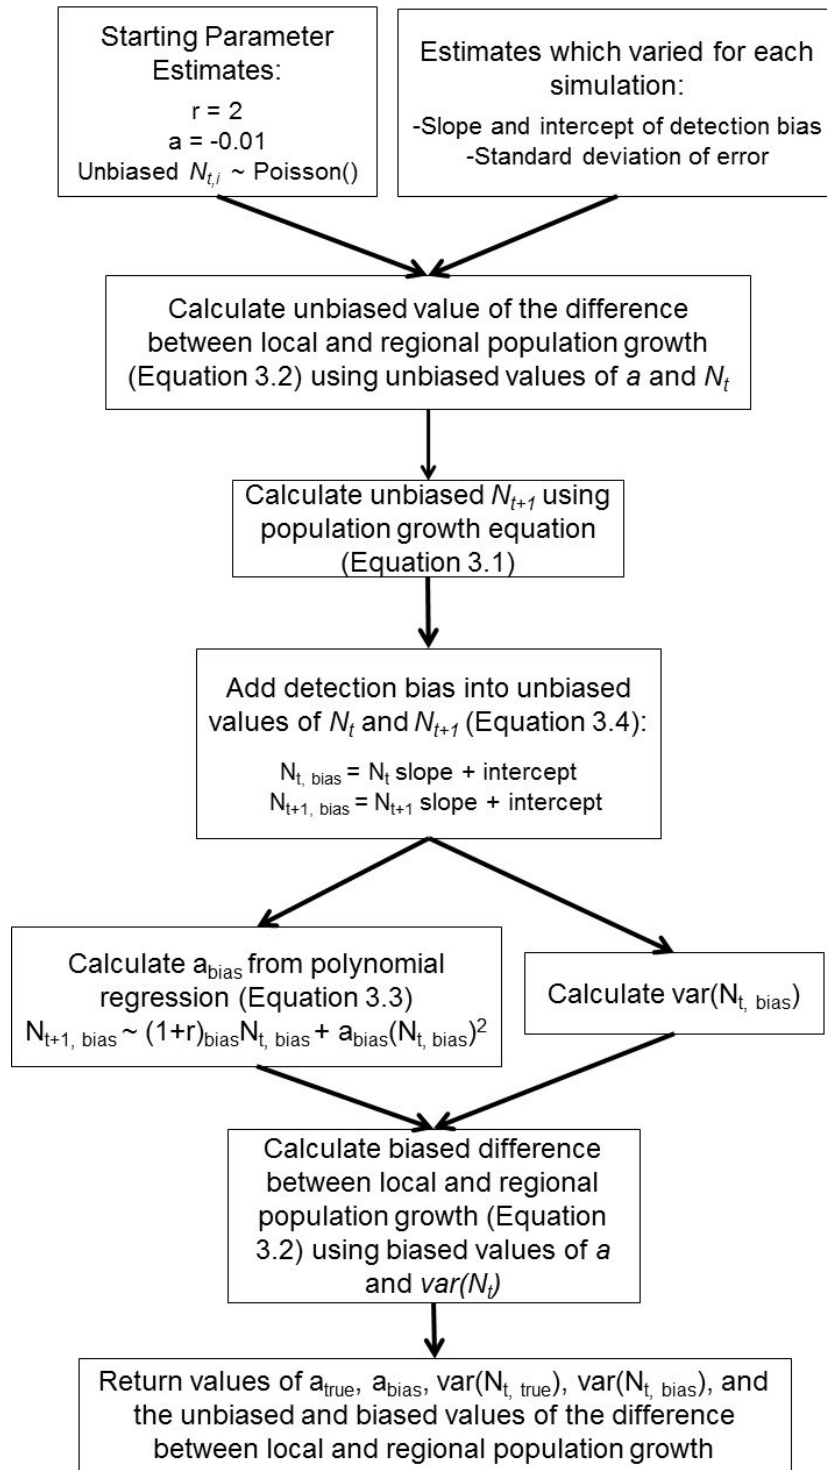 Starting Parameter
Estimates:
r = 2
a = -0.01
Unbiased N_{t,i} ~ Poisson()
Estimates which varied for each
simulation:
-Slope and intercept of detection bias
-Standard deviation of error
Calculate unbiased value of the difference
between local and regional population growth
(Equation 3.2) using unbiased values of a and N_t
Calculate unbiased N_{t+1} using
population growth equation
(Equation 3.1)
Add detection bias into unbiased
values of N_t and N_{t+1} (Equation 3.4):
N_{t, bias} = N_t slope + intercept
N_{t+1, bias} = N_{t+1} slope + intercept
Calculate a_{bias} from polynomial
regression (Equation 3.3)
N_{t+1, bias} ~ (1+r)_{bias}N_{t, bias} + a_{bias}(N_{t, bias})^2
Calculate var(N_{t, bias})
Calculate biased difference
between local and regional
population growth (Equation
3.2) using biased values of a
and var(N_t)
Return values of a_{true}, a_{bias}, var(N_{t, true}), var(N_{t, bias}), and
the unbiased and biased values of the difference
between local and regional population growth